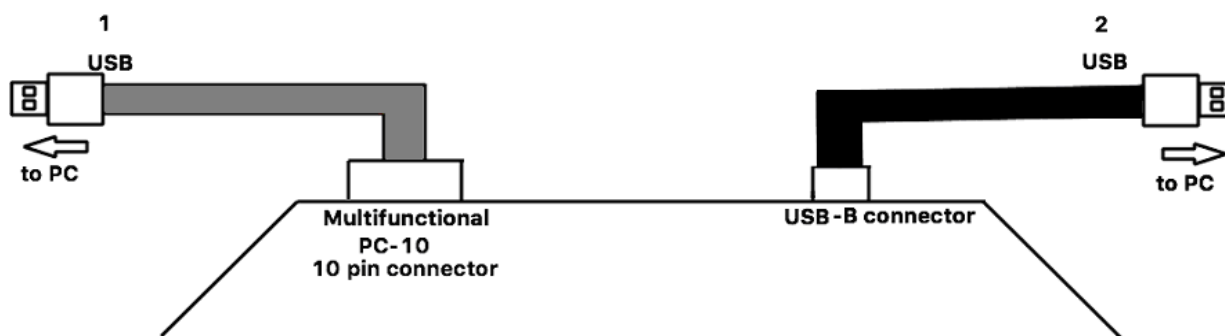 1
USB
to PC
Multifunctional
PC-10
10 pin connector
2
USB
to PC
USB-B connector